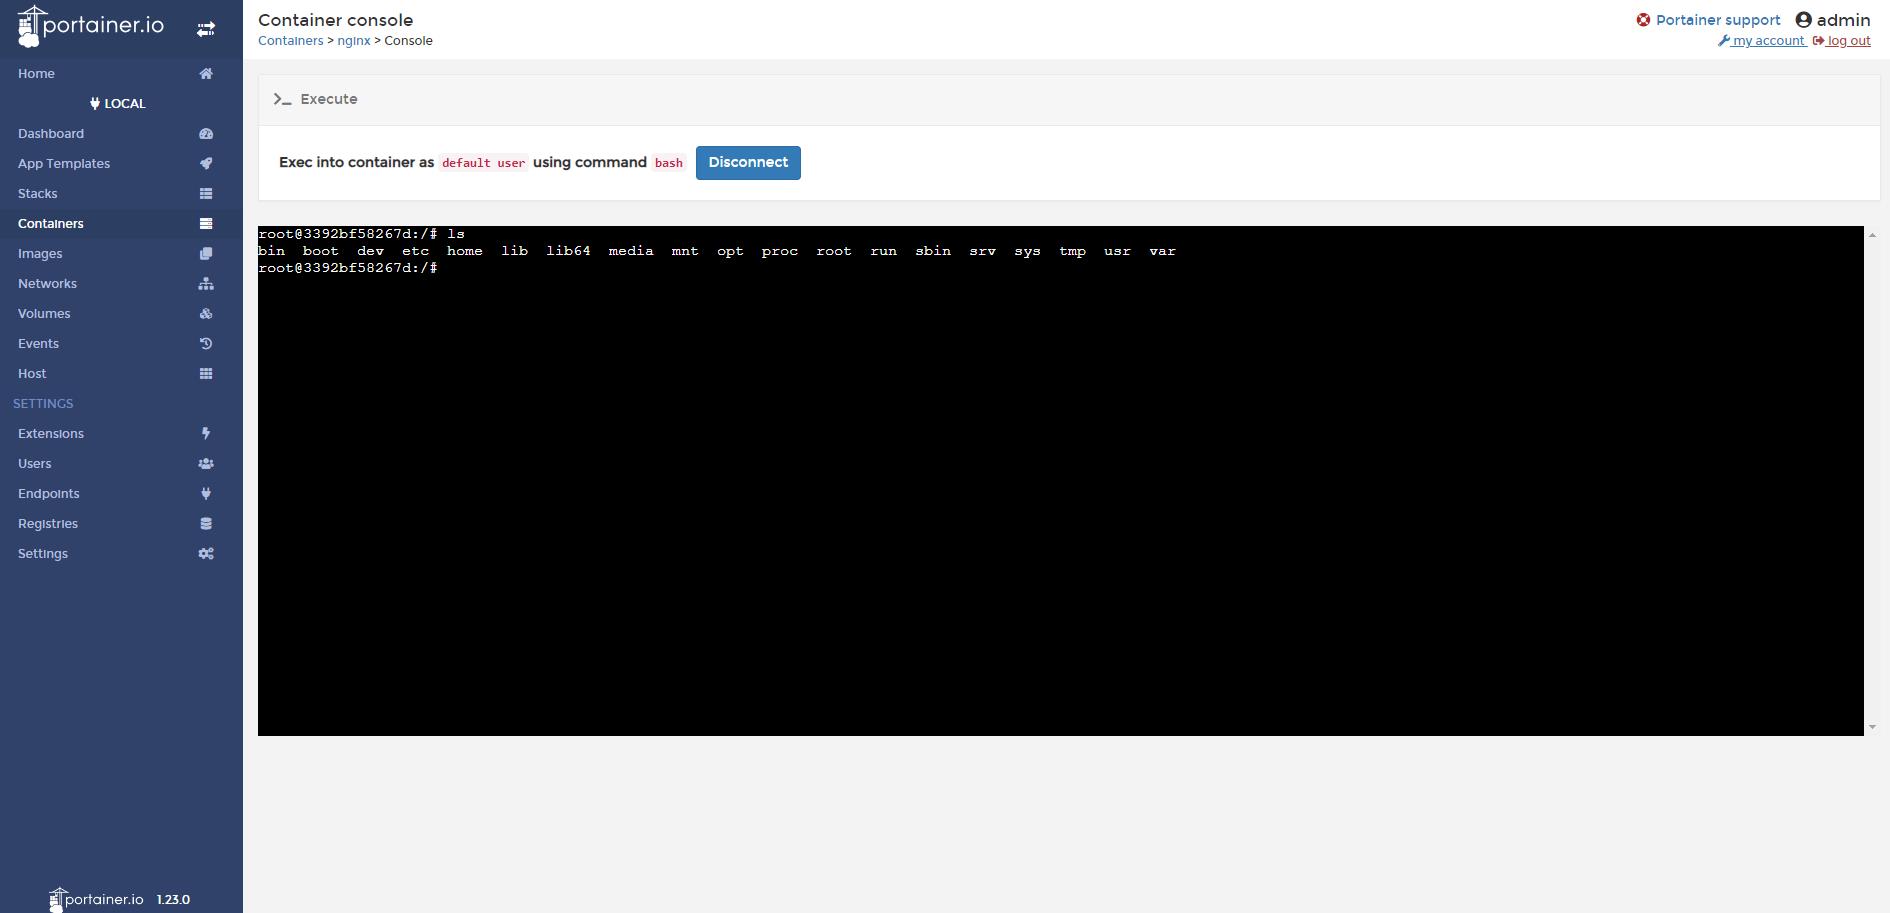 portainer.io
Home
LOCAL
Dashboard
App Templates
Stacks
Containers
Images
Networks
Volumes
Events
Host
SETTINGS
Extensions
Users
Endpoints
Registries
Settings
portainer.io 1.23.0
Container console
Containers > nginx > Console
Portainer support admin
my account log out
>_ Execute
Exec into container as default user using command bash Disconnect
root@3392bf58267d:/# ls
bin boot dev etc home lib lib64 media mnt opt proc root run sbin srv sys tmp usr var
root@3392bf58267d:/#